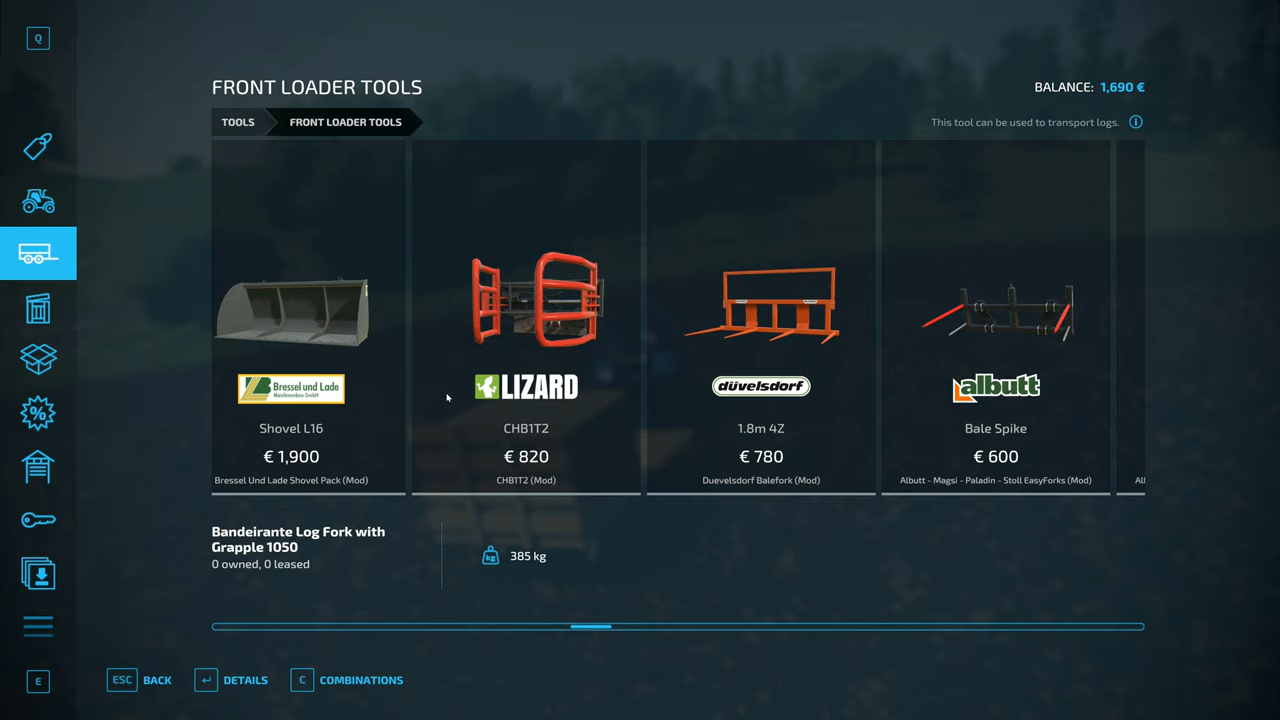 Q
FRONT LOADER TOOLS
BALANCE: 1,690 €
TOOLS
FRONT LOADER TOOLS
This tool can be used to transport logs.
Bressel und Lade
Maschinenbau GmbH
LIZARD
düvelsdorf
albutt
Shovel L16
CHB1T2
1.8m 4Z
Bale Spike
€ 1,900
€ 820
€ 780
€ 600
Bressel Und Lade Shovel Pack (Mod)
CHB1T2 (Mod)
Duevelsdorf Balefork (Mod)
Albutt - Magsi - Paladin - Stoll EasyForks (Mod)
Bandeirante Log Fork with
Grapple 1050
0 owned, 0 leased
kg
385 kg
E
ESC BACK
DETAILS
C COMBINATIONS